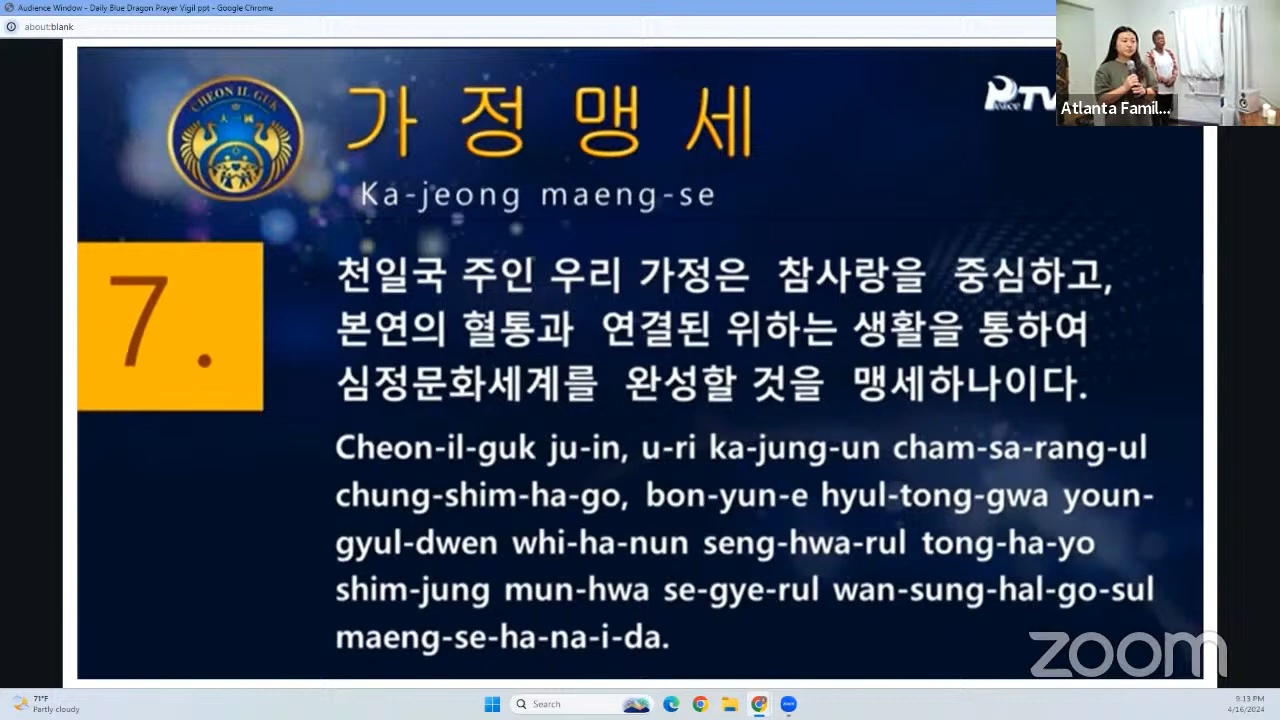 Audience Window - Daily Blue Dragon Prayer Vigil ppt - Google Chrome
about:blank
CHEON IL GUK
가정맹세
Peace TV
Atlanta Famil...
Ka-jeong maeng-se
7.
천일국 주인 우리 가정은 참사랑을 중심하고,
본연의 혈통과 연결된 위하는 생활을 통하여
심정문화세계를 완성할 것을 맹세하나이다.
Cheon-il-guk ju-in, u-ri ka-jung-un cham-sa-rang-ul
chung-shim-ha-go, bon-yun-e hyul-tong-gwa youn-
gyul-dwen whi-ha-nun seng-hwa-rul tong-ha-yo
shim-jung mun-hwa se-gye-rul wan-sung-hal-go-sul
maeng-se-ha-na-i-da.
zoom
71°F
Partly cloudy
Search
zoom
9:13 PM
4/16/2024